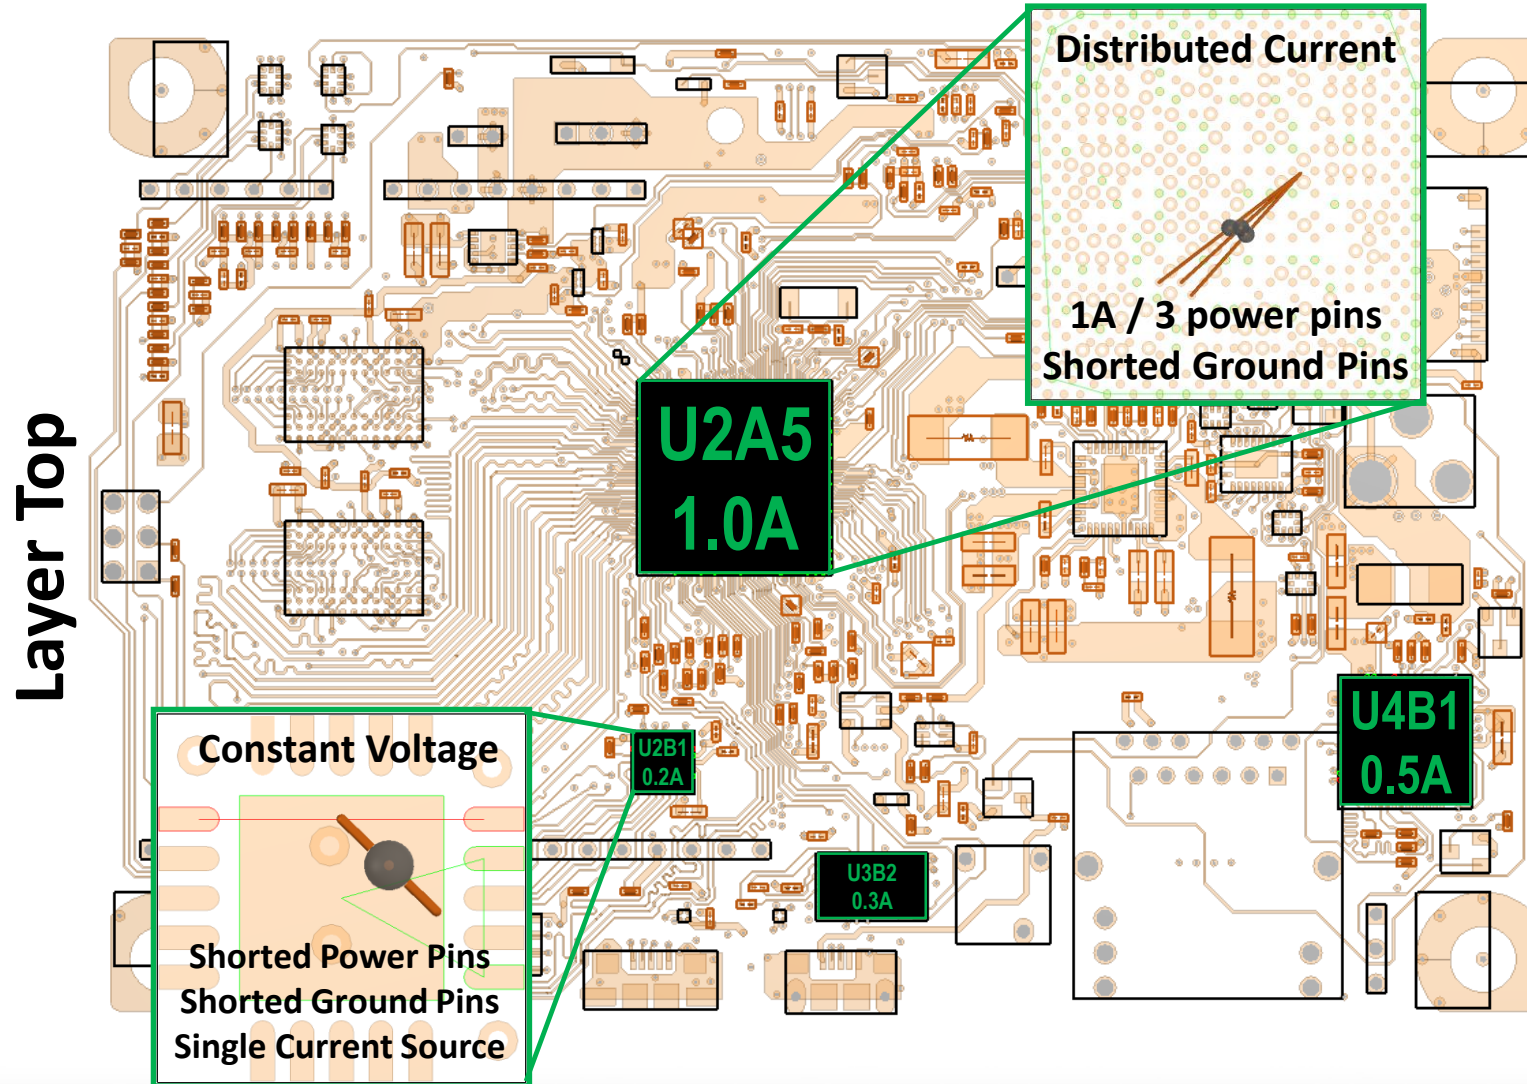 Layer Top
Distributed Current
1A / 3 power pins
Shorted Ground Pins
U2A5
1.0A
Constant Voltage
Shorted Power Pins
Shorted Ground Pins
Single Current Source
U2B1
0.2A
U3B2
0.3A
U4B1
0.5A